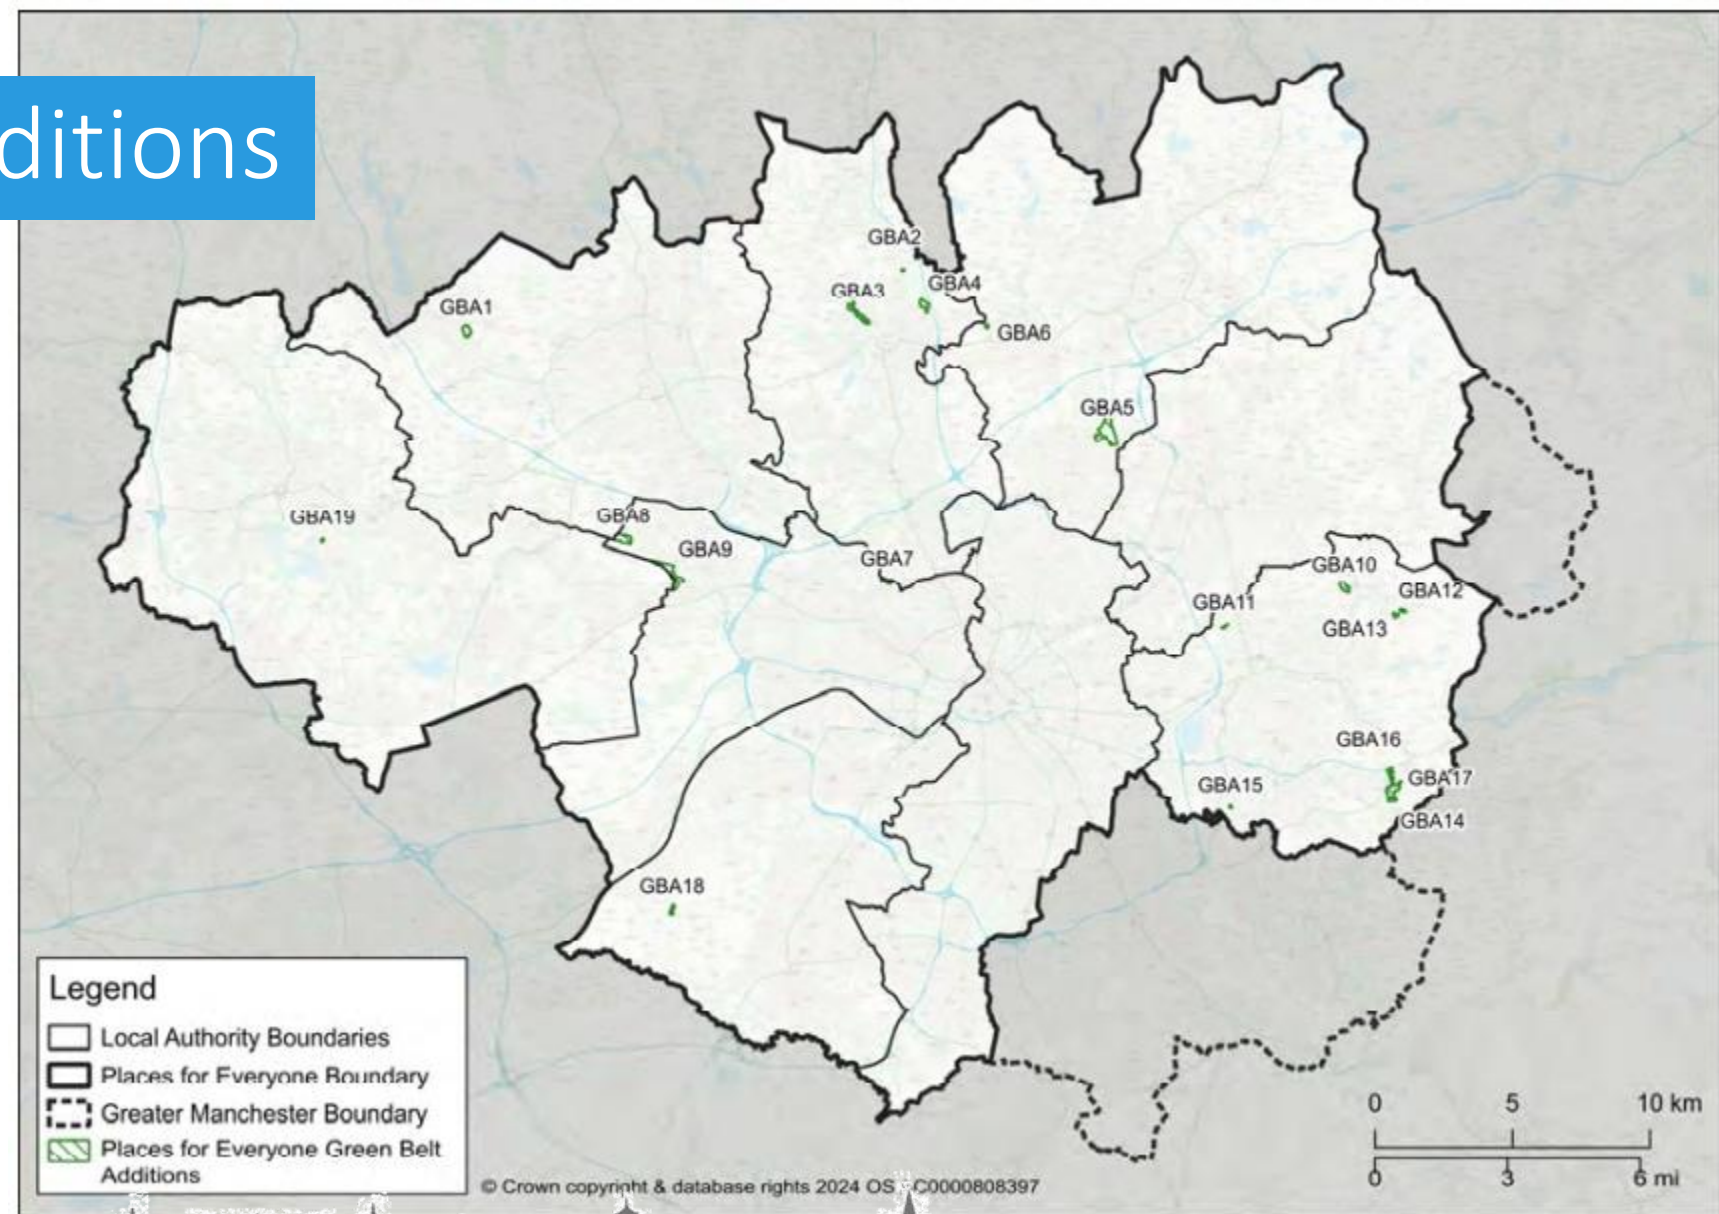 ditions
GBA2
GBA4
GBA3
GBA1
GBA6
GBA5
GBA19
GBA8
GBA9
GBA7
GBA10
GBA12
GBA11
GBA13
GBA16
GBA17
GBA15
GBA14
GBA18
Legend
Local Authority Boundaries
Places for Everyone Boundary
Greater Manchester Boundary
Places for Everyone Green Belt
Additions
0 5 10 km
0 3 6 mi
© Crown copyright & database rights 2024 OS AC0000808397